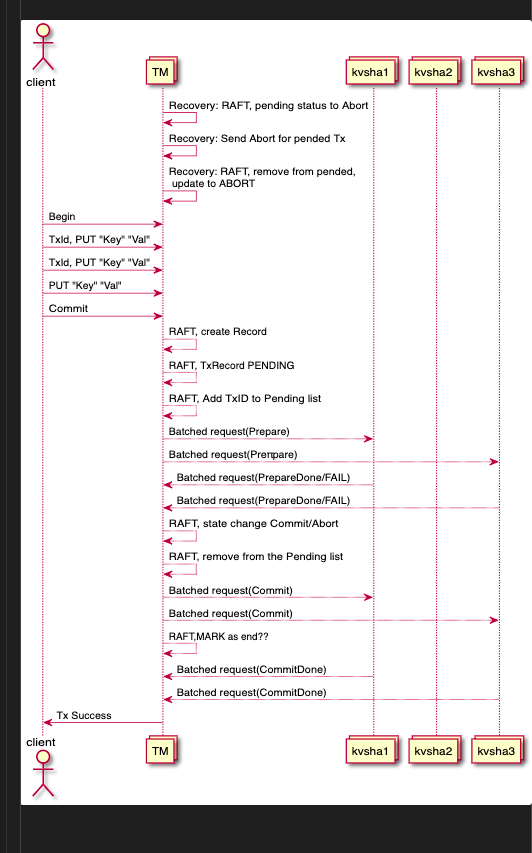 client
TM
kvsha1
kvsha2
kvsha3
Recovery: RAFT, pending status to Abort
Recovery: Send Abort for pended Tx
Recovery: RAFT, remove from pended,
update to ABORT
Begin
TxId, PUT "Key" "Val"
TxId, PUT "Key" "Val"
PUT "Key" "Val"
Commit
RAFT, create Record
RAFT, TxRecord PENDING
RAFT, Add TxID to Pending list
Batched request(Prepare)
Batched request(Prerпpare)
Batched request(PrepareDone/FAIL)
Batched request(PrepareDone/FAIL)
RAFT, state change Commit/Abort
RAFT, remove from the Pending list
Batched request(Commit)
Batched request(Commit)
RAFT,MARK as end??
Batched request(CommitDone)
Batched request(CommitDone)
Tx Success
client
TM
kvsha1
kvsha2
kvsha3